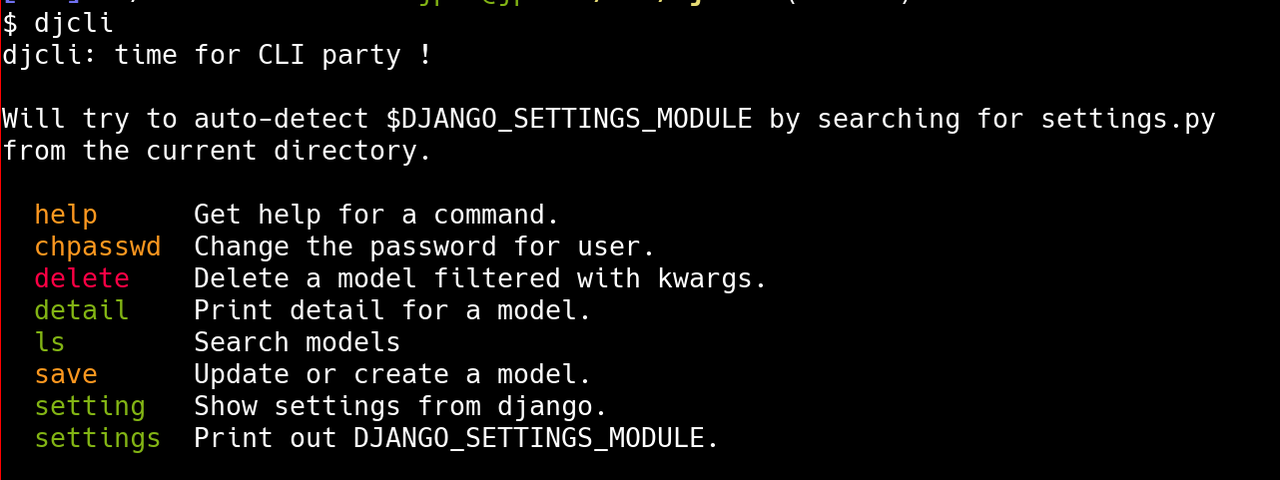 $ djcli
djcli: time for CLI party !
Will try to auto-detect $DJANGO_SETTINGS_MODULE by searching for settings.py
from the current directory.
help Get help for a command.
chpasswd Change the password for user.
delete Delete a model filtered with kwargs.
detail Print detail for a model.
ls Search models
save Update or create a model.
setting Show settings from django.
settings Print out DJANGO_SETTINGS_MODULE.